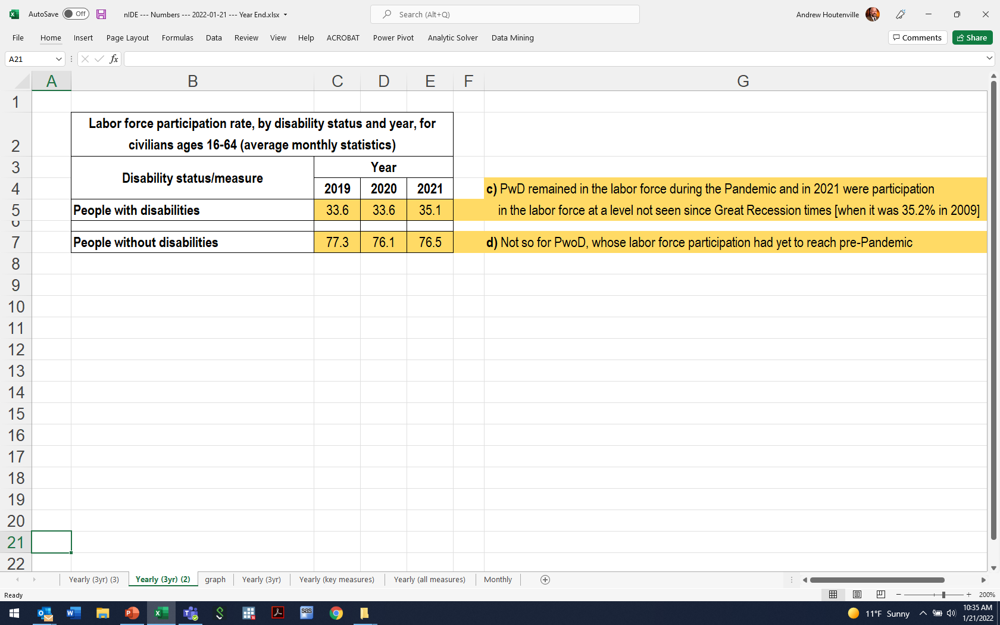 AutoSave Off nIDE --- Numbers --- 2022-01-21 --- Year End.xlsx Search (Alt+Q) Andrew Houtenville
File Home Insert Page Layout Formulas Data Review View Help ACROBAT Power Pivot Analytic Solver Data Mining Comments Share
A21 fx
A B C D E F G
1
Labor force participation rate, by disability status and year, for
2 civilians ages 16-64 (average monthly statistics)
3 Year
Disability status/measure
4 2019 2020 2021 c) PwD remained in the labor force during the Pandemic and in 2021 were participation
5 People with disabilities 33.6 33.6 35.1 in the labor force at a level not seen since Great Recession times [when it was 35.2% in 2009]
6
7 People without disabilities 77.3 76.1 76.5 d) Not so for PwoD, whose labor force participation had yet to reach pre-Pandemic
8
9
10
11
12
13
14
15
16
17
18
19
20
21
22
Yearly (3yr) (3) Yearly (3yr) (2) graph Yearly (3yr) Yearly (key measures) Yearly (all measures) Monthly
Ready 200%
11°F Sunny 10:35 AM
1/21/2022